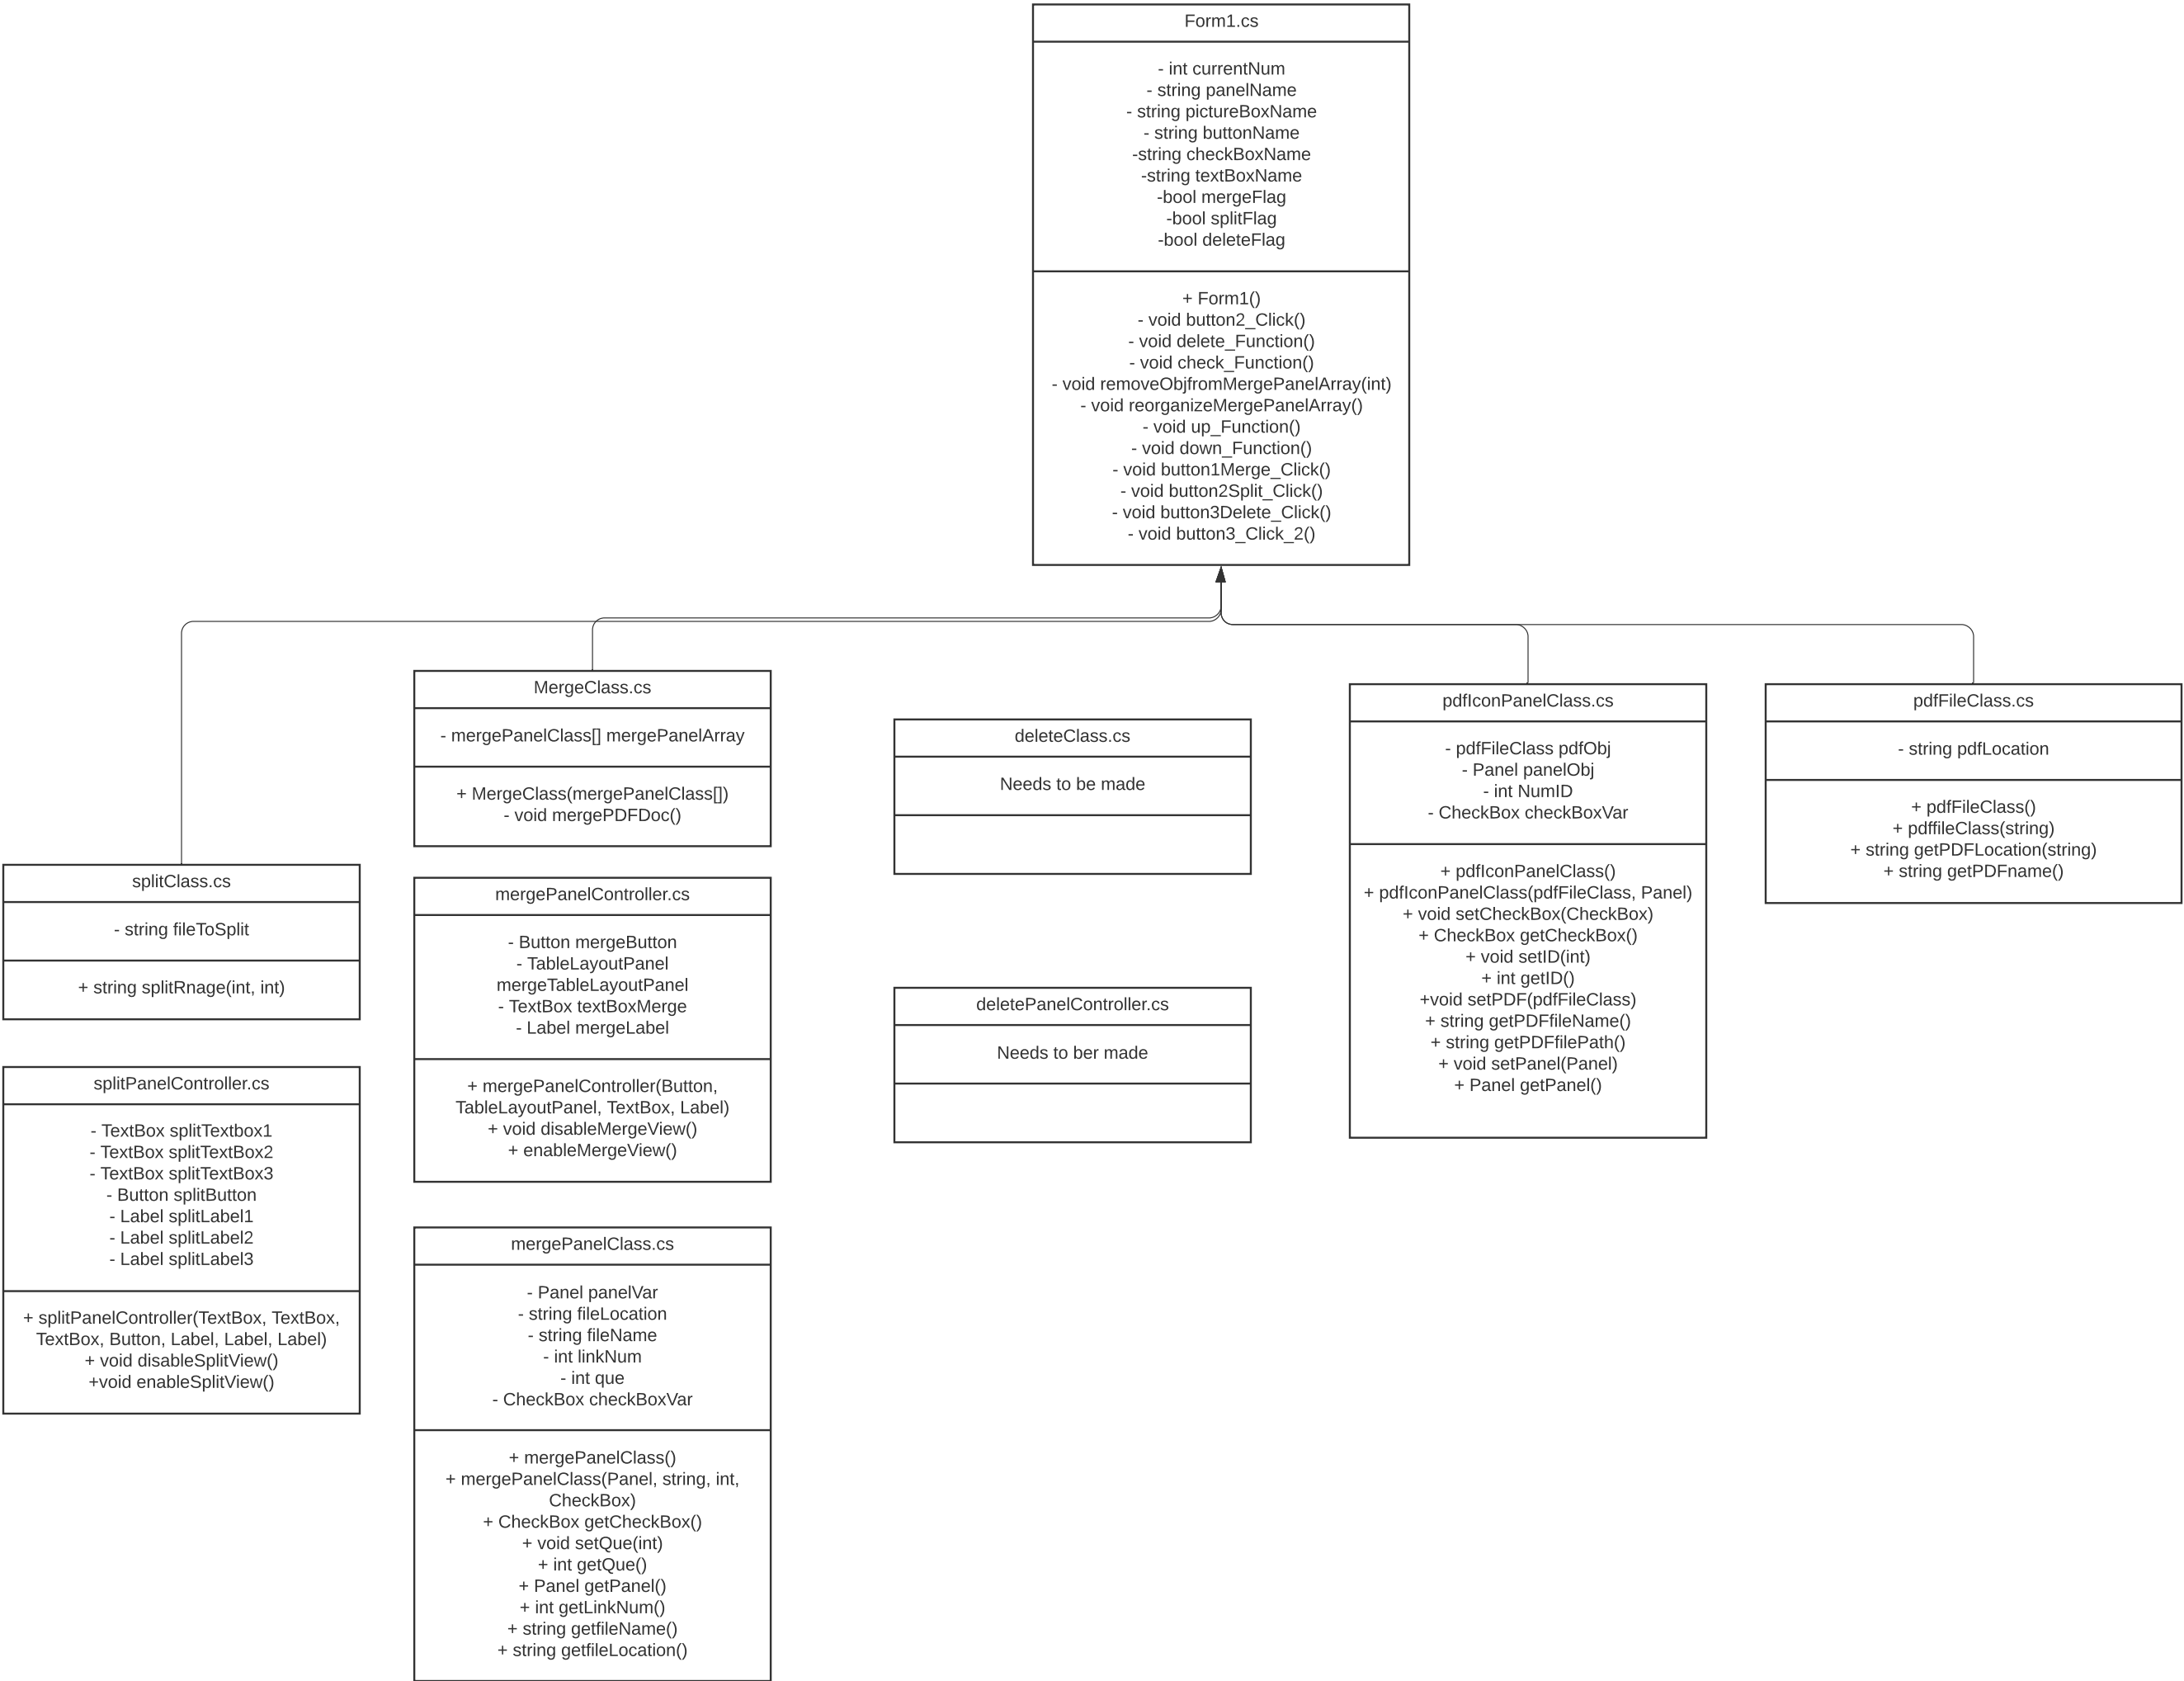 Form1.cs
- int currentNum
- string panelName
- string pictureBoxName
- string buttonName
-string checkBoxName
-string textBoxName
-bool mergeFlag
-bool splitFlag
-bool deleteFlag
+ Form1()
- void button2_Click()
- void delete_Function()
- void check_Function()
- void removeObjfromMergePanelArray(int)
- void reorganizeMergePanelArray()
- void up_Function()
- void down_Function()
- void button1Merge_Click()
- void button2Split_Click()
- void button3Delete_Click()
- void button3_Click_2()
splitClass.cs
- string fileToSplit
+ string splitRnage(int, int)
splitPanelController.cs
- TextBox splitTextbox1
- TextBox splitTextBox2
- TextBox splitTextBox3
- Button splitButton
- Label splitLabel1
- Label splitLabel2
- Label splitLabel3
+ splitPanelController(TextBox, TextBox,
TextBox, Button, Label, Label, Label)
+ void disableSplitView()
+void enableSplitView()
MergeClass.cs
- mergePanelClass[] mergePanelArray
+ MergeClass(mergePanelClass[])
- void mergePDFDoc()
mergePanelController.cs
- Button mergeButton
- TableLayoutPanel
mergeTableLayoutPanel
- TextBox textBoxMerge
- Label mergeLabel
+ mergePanelController(Button,
TableLayoutPanel, TextBox, Label)
+ void disableMergeView()
+ enableMergeView()
mergePanelClass.cs
- Panel panelVar
- string fileLocation
- string fileName
- int linkNum
- int que
- CheckBox checkBoxVar
+ mergePanelClass()
+ mergePanelClass(Panel, string, int,
CheckBox)
+ CheckBox getCheckBox()
+ void setQue(int)
+ int getQue()
+ Panel getPanel()
+ int getLinkNum()
+ string getfileName()
+ string getfileLocation()
deleteClass.cs
Needs to be made
deletePanelController.cs
Needs to ber made
pdfIconPanelClass.cs
- pdfFileClass pdfObj
- Panel panelObj
- int NumID
- CheckBox checkBoxVar
+ pdfIconPanelClass()
+ pdfIconPanelClass(pdfFileClass, Panel)
+ void setCheckBox(CheckBox)
+ CheckBox getCheckBox()
+ void setID(int)
+ int getID()
+void setPDF(pdfFileClass)
+ string getPDFfileName()
+ string getPDFfilePath()
+ void setPanel(Panel)
+ Panel getPanel()
pdfFileClass.cs
- string pdfLocation
+ pdfFileClass()
+ pdffileClass(string)
+ string getPDFLocation(string)
+ string getPDFname()